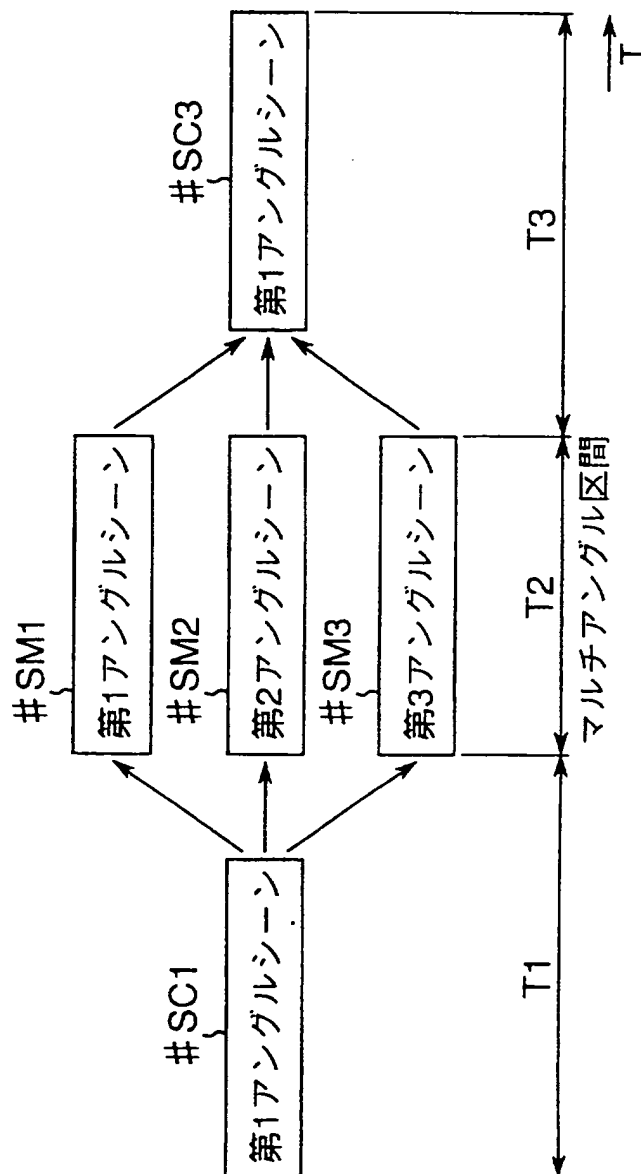 #SC1
第1アングルシーン
#SM1
第1アングルシーン
#SM2
第2アングルシーン
#SM3
第3アングルシーン
#SC3
第1アングルシーン
T1
T2
T3
マルチアングル区間
T